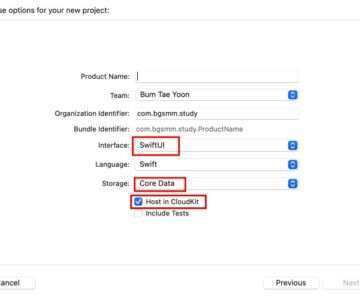 se options for your new project:
Product Name:
Team: Bum Tae Yoon
Organization Identifier: com.bgsmm.study
Bundle Identifier: com.bgsmm.study.ProductName
Interface: SwiftUI
Language: Swift
Storage: Core Data
Host in CloudKit
Include Tests
ancel Previous Next